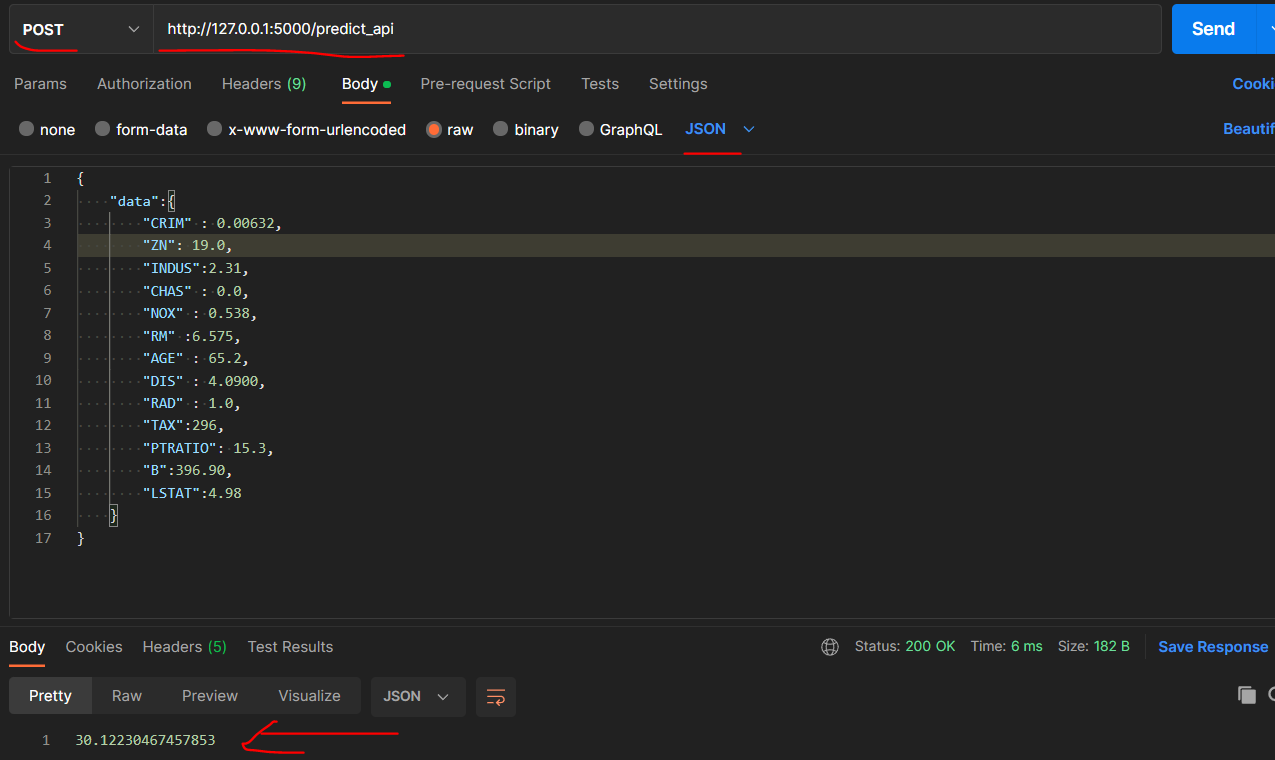 POST http://127.0.0.1:5000/predict_api Send
Params Authorization Headers (9) Body Pre-request Script Tests Settings Cooki
none form-data x-www-form-urlencoded raw binary GraphQL JSON Beautif
1 {
2 "data":{
3 "CRIM" : 0.00632,
4 "ZN": 19.0,
5 "INDUS":2.31,
6 "CHAS" : 0.0,
7 "NOX" : 0.538,
8 "RM" :6.575,
9 "AGE" : 65.2,
10 "DIS" : 4.0900,
11 "RAD" : 1.0,
12 "TAX":296,
13 "PTRATIO": 15.3,
14 "B":396.90,
15 "LSTAT":4.98
16 }
17 }
Body Cookies Headers (5) Test Results Status: 200 OK Time: 6 ms Size: 182 B Save Response
Pretty Raw Preview Visualize JSON
1 30.12230467457853